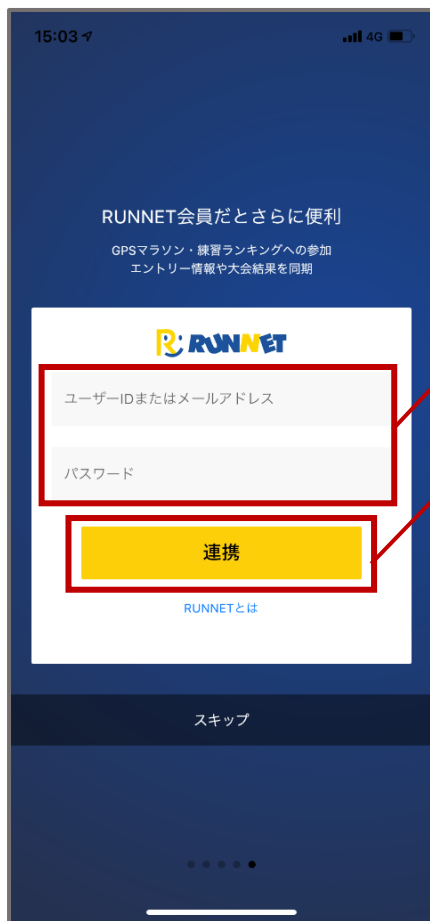 15:03
4G
RUNNET会員だとさらに便利
GPSマラソン・練習ランキングへの参加
エントリー情報や大会結果を同期
R RUNNET
ユーザーIDまたはメールアドレス
パスワード
連携
RUNNETとは
スキップ